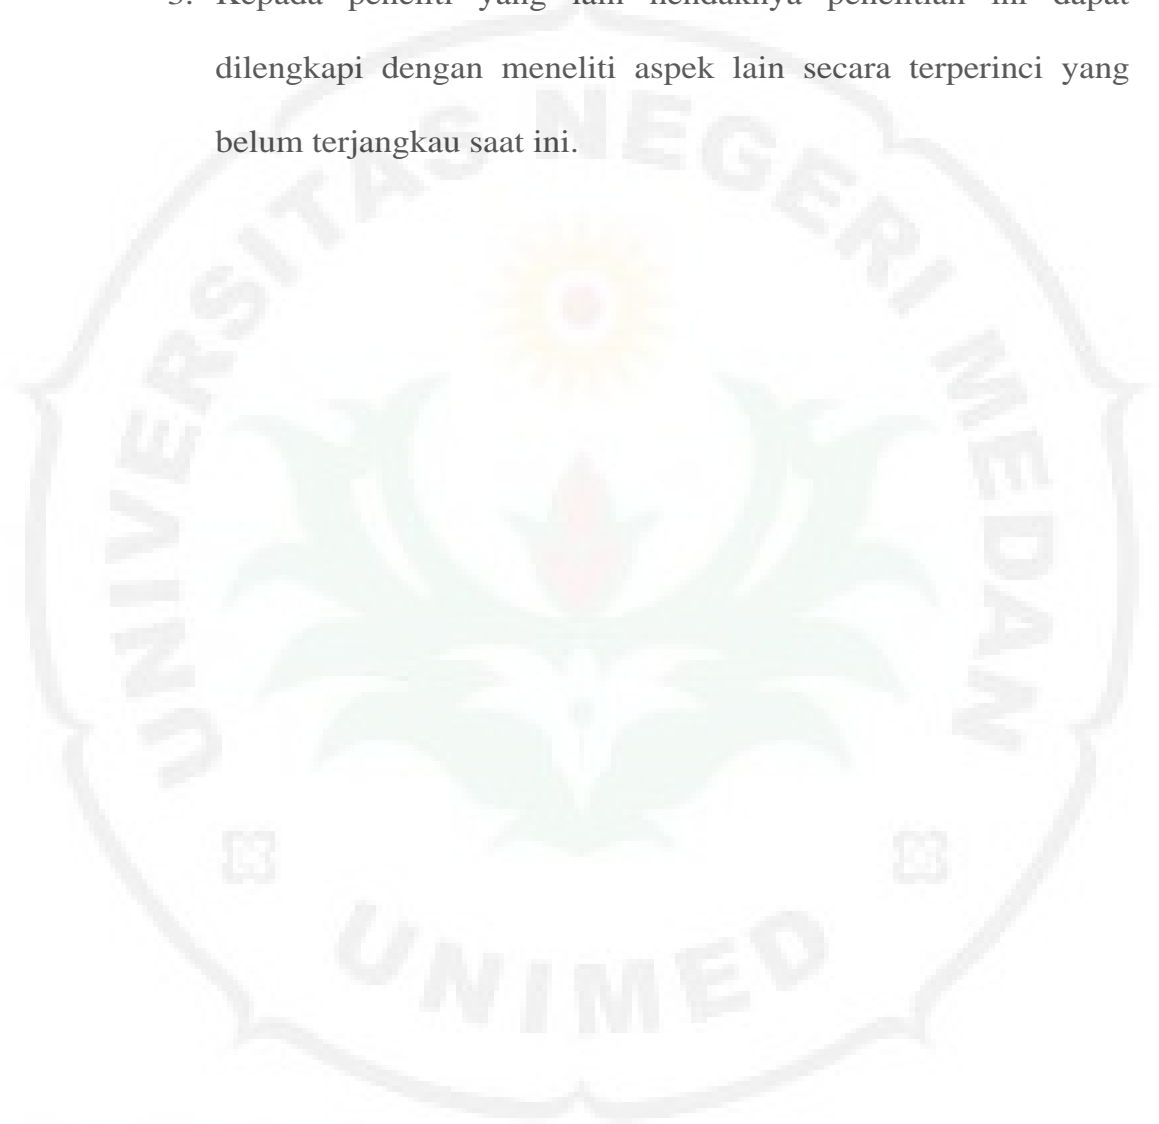 3. Kepada peneliti yang lain hendaknya penelitian ini dapat
dilengkapi dengan meneliti aspek lain secara terperinci yang
belum terjangkau saat ini.
UNIVERSITAS NEGERI MEDAN
UNIMED